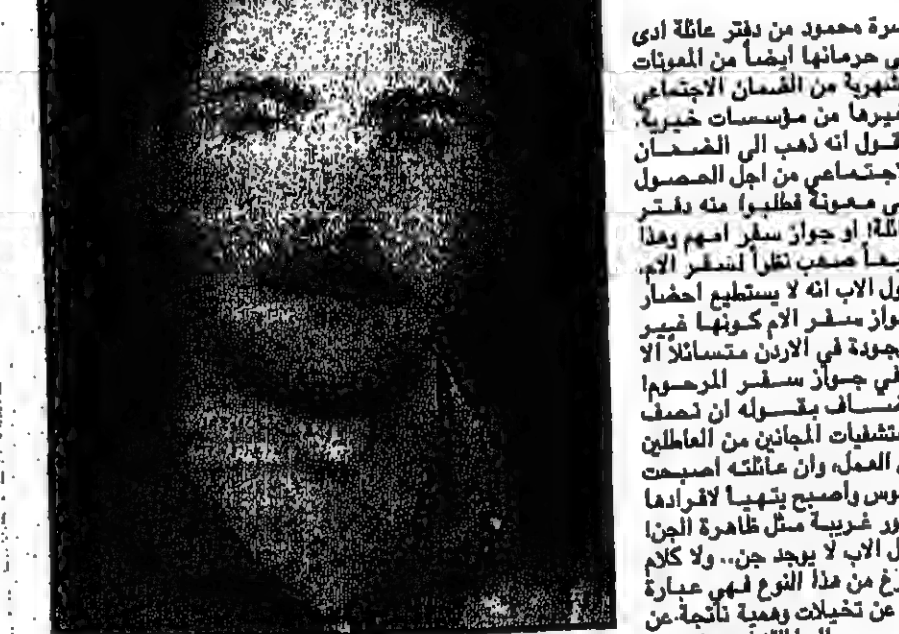 سرة محمود من دفتر عائلة ادى
ى حرمانها ايضاً من المعونات
شهرية من الضمان الاجتماعي
غيرها من مؤسسات خيرية.
قول أنه ذهب الى الضمان
لاجتماعي من اجل الحصول
ى معونة فطلبوا منه دفتر
ئلة! او جواز سفر امهم وهذا
صعب نظراً لسفر الام.
ول الاب انه لا يستطيع احضار
واز سفر الام كونها غير
جودة في الاردن متسائلاً الا
في جواز سفر المرحوم!
ضاف بقوله ان نصف
ستشفيات المجانين من العاطلين
العمل، وان عائلته اصبحت
وس وأصبح يتهيأ لافرادها
ور غريبة مثل ظاهرة الجن!
ل الاب لا يوجد جن.. ولا كلام
رغ من هذا النوع فهي عبارة
عن تخيلات وهمية ناتجة عن